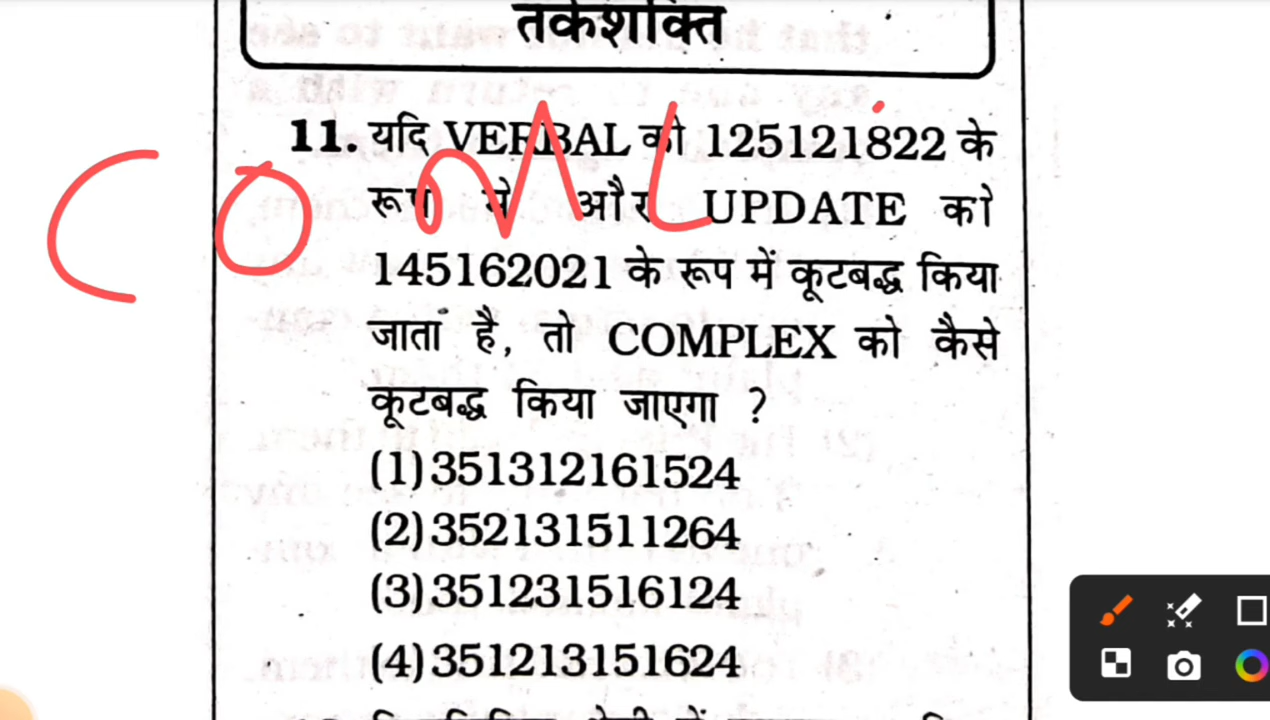 तर्कशक्ति
11. यदि VERBAL को 125121822 के
रूप में और UPDATE को
145162021 के रूप में कूटबद्ध किया
जाता है, तो COMPLEX को कैसे
कूटबद्ध किया जाएगा ?
(1) 351312161524
(2) 352131511264
(3) 351231516124
(4) 351213151624
C O M L